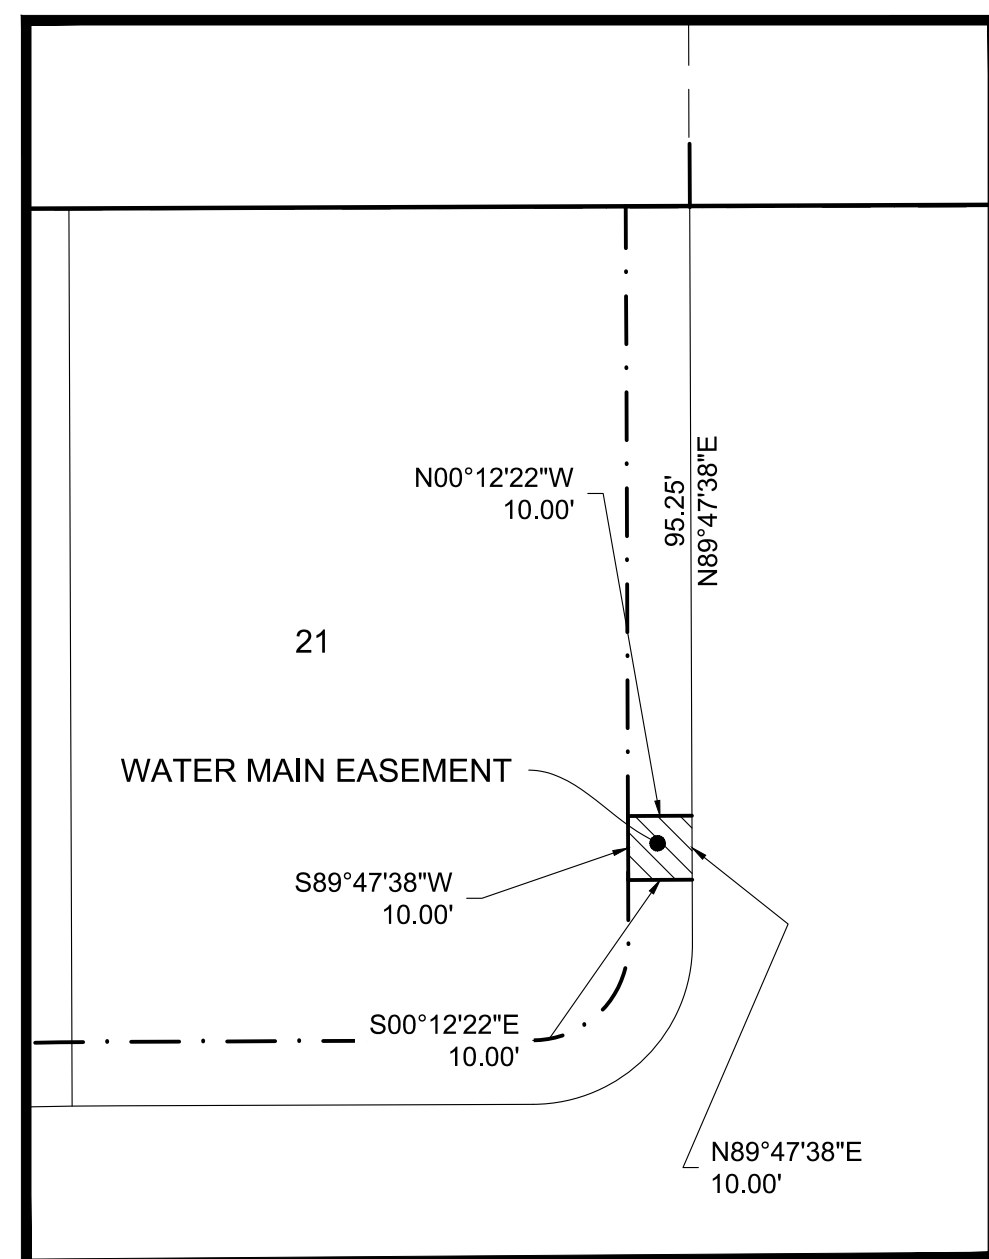 N00°12'22"W
10.00'
95.25'
N89°47'38"E
21
WATER MAIN EASEMENT
S89°47'38"W
10.00'
S00°12'22"E
10.00'
N89°47'38"E
10.00'